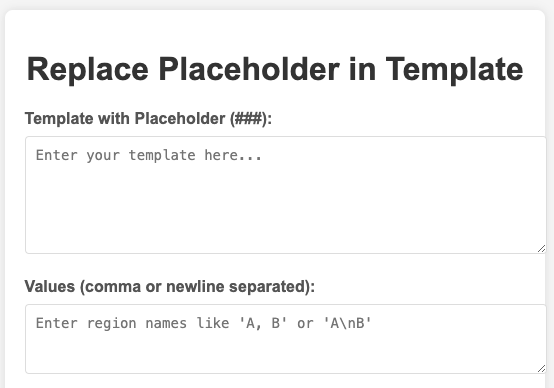 Replace Placeholder in Template
Template with Placeholder (###):
Enter your template here...
Values (comma or newline separated):
Enter region names like 'A, B' or 'A\nB'